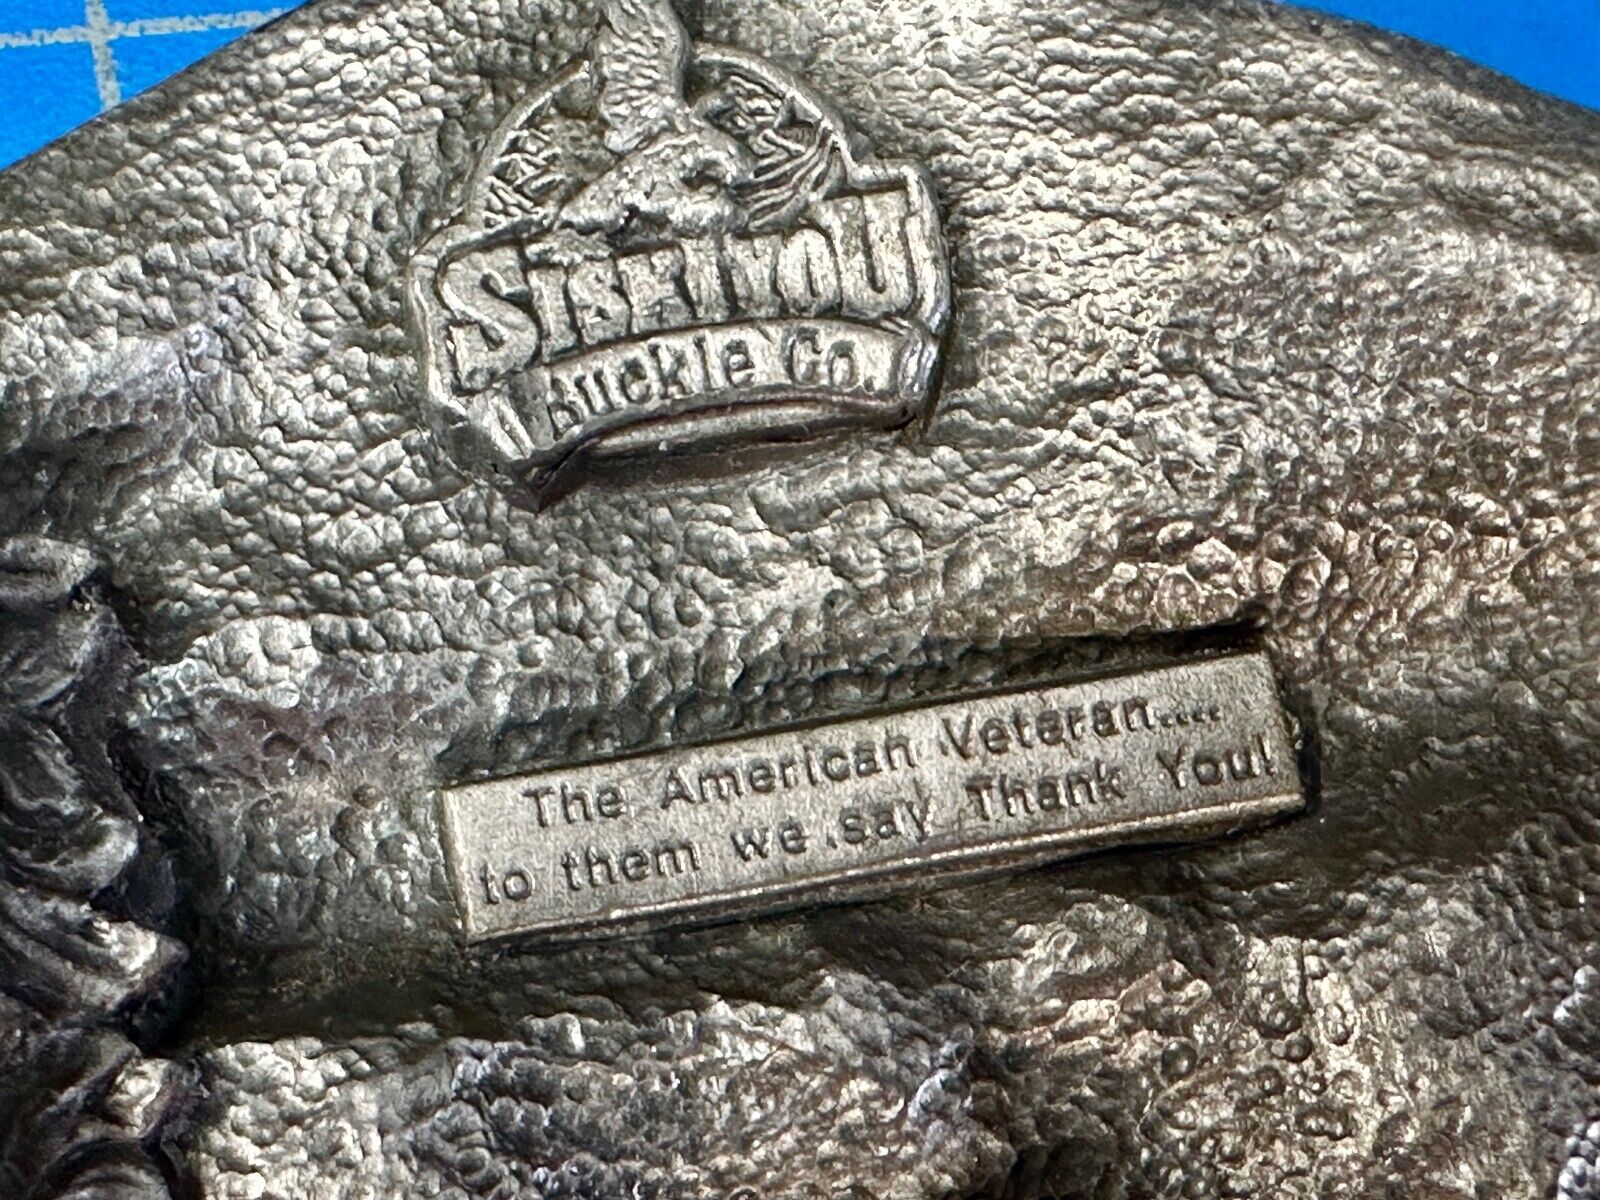 SISKIYOU
Buckle Co.
The American Veteran....
to them we say Thank You!